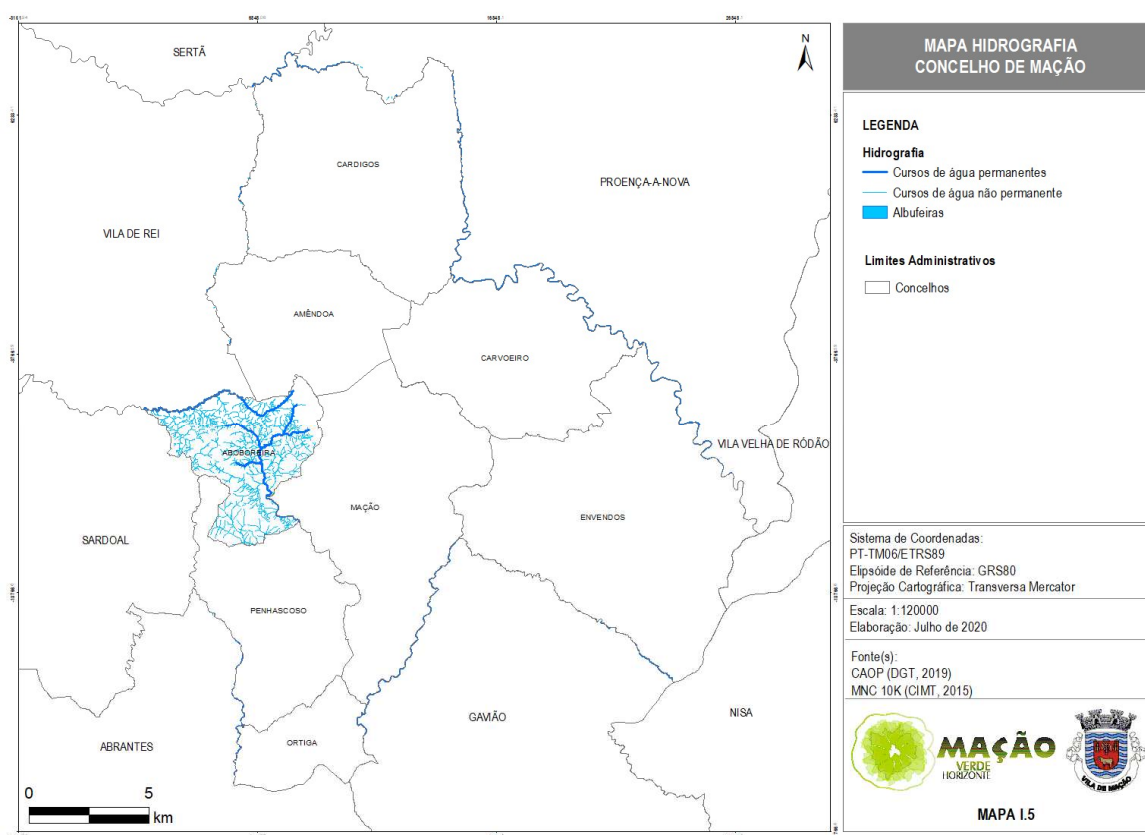 SERTÃ
N
CARDIGOS
PROENÇA-A-NOVA
VILA DE REI
AMÊNDOA
CARVOEIRO
VILA VELHA DE RÓDÃO
ABOBOREIRA
MAÇÃO
ENVENDOS
SARDOAL
PENHASCOSO
GAVIÃO
NISA
ABRANTES
ORTIGA
0 5
km
MAPA HIDROGRAFIA
CONCELHO DE MAÇÃO
LEGENDA
Hidrografia
Cursos de água permanentes
Cursos de água não permanente
Albufeiras
Limites Administrativos
Concelhos
Sistema de Coordenadas:
PT-TM06/ETRS89
Elipsóide de Referência: GRS80
Projeção Cartográfica: Transversa Mercator
Escala: 1:120000
Elaboração: Julho de 2020
Fonte(s):
CAOP (DGT, 2019)
MNC 10K (CIMT, 2015)
MAÇÃO
VERDE
HORIZONTE
VILA DE MAÇÃO
MAPA I.5